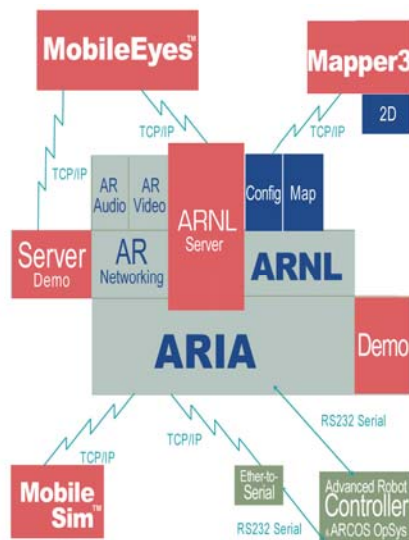 MobileEyes™
Mapper3
2D
TCP/IP
TCP/IP
TCP/IP
AR
Audio
AR
Video
ARNL
Server
Config
Map
Server
Demo
AR
Networking
ARNL
ARIA
Demo
RS232 Serial
TCP/IP
TCP/IP
Mobile
Sim™
Ether-to-
Serial
RS232 Serial
Advanced Robot
Controller
&ARCOS OpSys